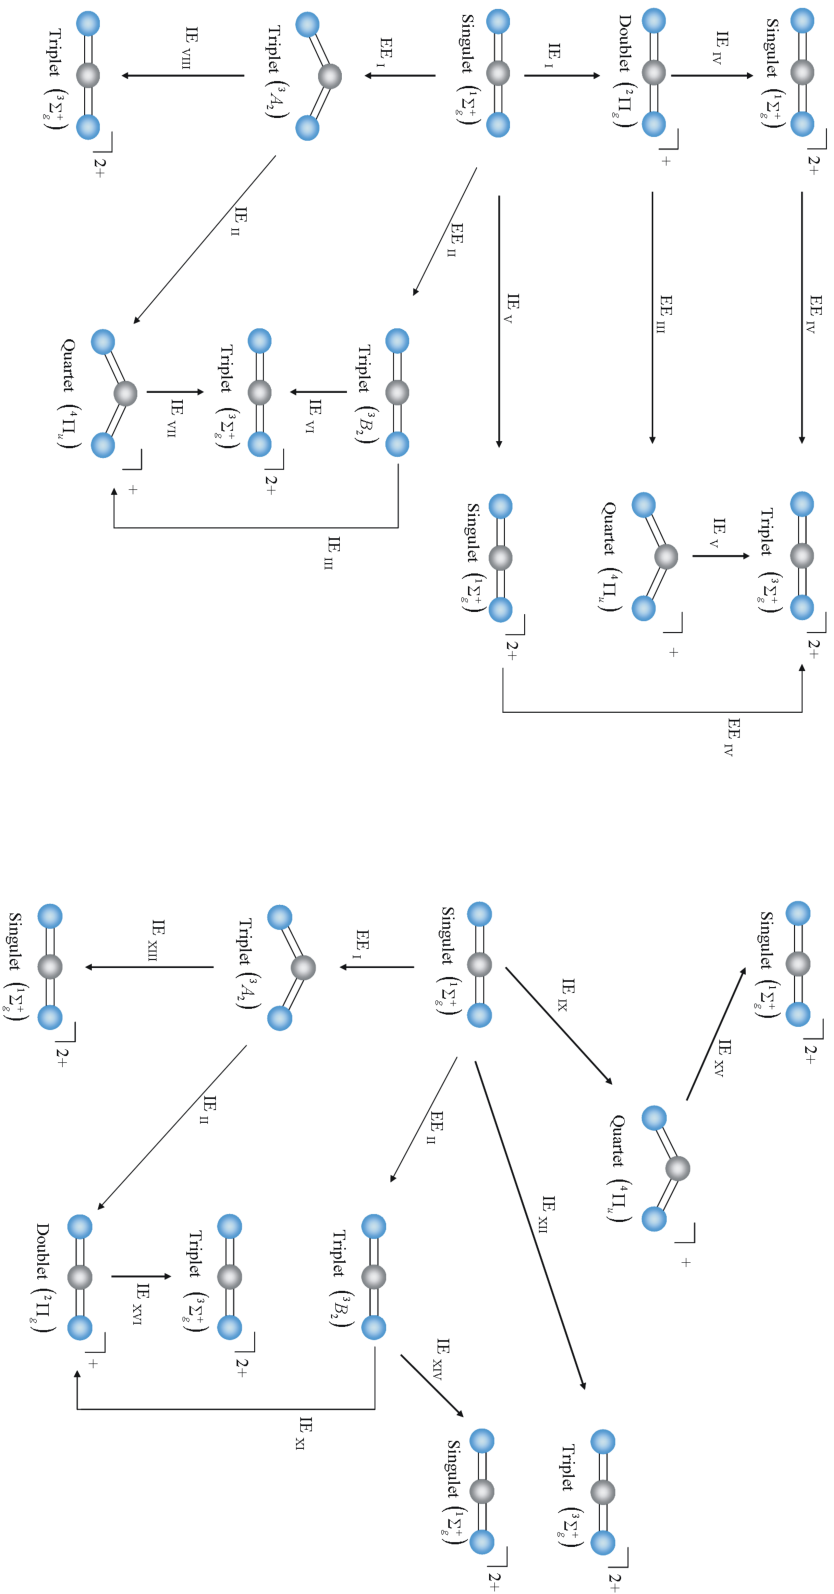 2+
EE IV
2+
Singulet (¹Σg⁺)
Triplet (³Σg⁺)
IE IV
IE V
EE IV
+
EE III
+
Doublet (²Πg)
Quartet (⁴Πu)
IE I
IE V
2+
Singulet (¹Σg⁺)
Singulet (¹Σg⁺)
EE II
EE I
Triplet (³B₂)
IE VI
IE III
2+
Triplet (³A₂)
Triplet (³Σg⁺)
IE II
IE VIII
IE VII
+
2+
Quartet (⁴Πu)
Triplet (³Σg⁺)
2+
Singulet (¹Σg⁺)
IE XV
+
Quartet (⁴Πu)
2+
IE IX
IE XII
Triplet (³Σg⁺)
2+
Singulet (¹Σg⁺)
Singulet (¹Σg⁺)
EE II
IE XIV
EE I
Triplet (³B₂)
IE XI
2+
Triplet (³A₂)
Triplet (³Σg⁺)
IE II
IE XIII
IE XVI
+
2+
Doublet (²Πg)
Singulet (¹Σg⁺)